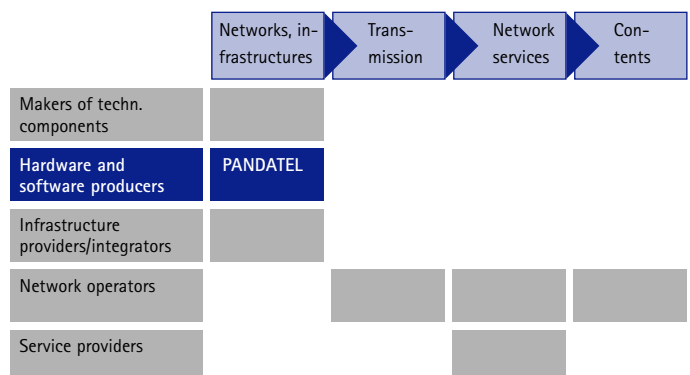 Networks, in-
frastructures
Trans-
mission
Network
services
Con-
tents
Makers of techn.
components
Hardware and
software producers
PANDATEL
Infrastructure
providers/integrators
Network operators
Service providers